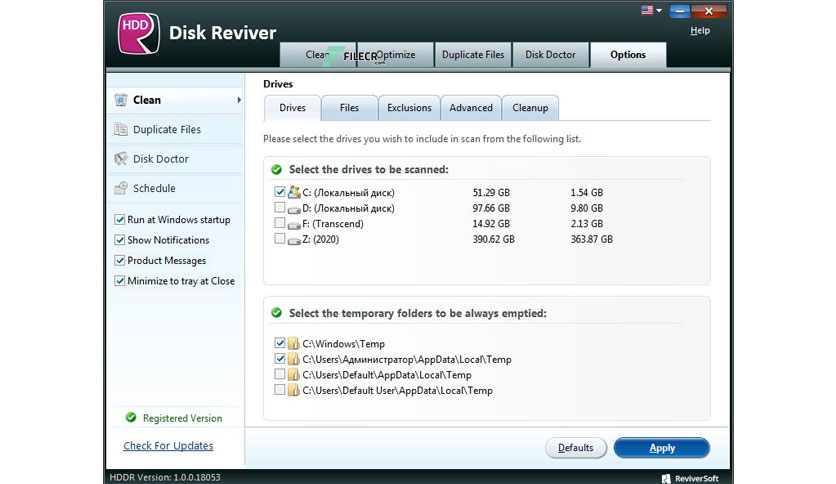 HDD
Disk Reviver
Help
Clean
FILECR
.com
Optimize
Duplicate Files
Disk Doctor
Options
Clean
Duplicate Files
Disk Doctor
Schedule
Run at Windows startup
Show Notifications
Product Messages
Minimize to tray at Close
Registered Version
Check For Updates
Drives
Drives Files Exclusions Advanced Cleanup
Please select the drives you wish to include in scan from the following list.
Select the drives to be scanned:
C: (Локальный диск) 51.29 GB 1.54 GB
D: (Локальный диск) 97.66 GB 9.80 GB
F: (Transcend) 14.92 GB 2.13 GB
Z: (2020) 390.62 GB 363.87 GB
Select the temporary folders to be always emptied:
C:\Windows\Temp
C:\Users\Администратор\AppData\Local\Temp
C:\Users\Default\AppData\Local\Temp
C:\Users\Default User\AppData\Local\Temp
Defaults
Apply
HDDR Version: 1.0.0.18053
ReviverSoft